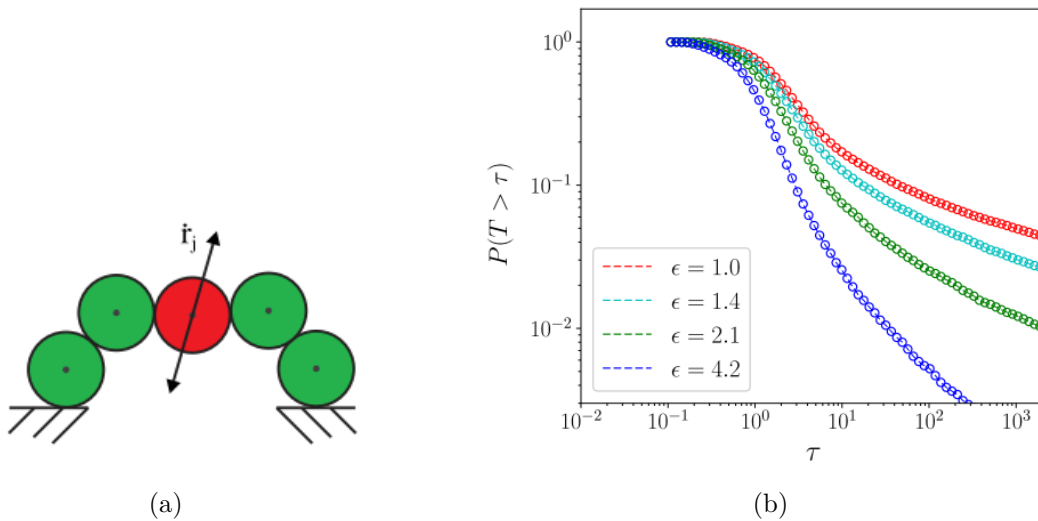 ṙj
P(T > τ)
10^0
10^-1
10^-2
ϵ = 1.0
ϵ = 1.4
ϵ = 2.1
ϵ = 4.2
10^-2 10^-1 10^0 10^1 10^2 10^3
τ
(a) (b)